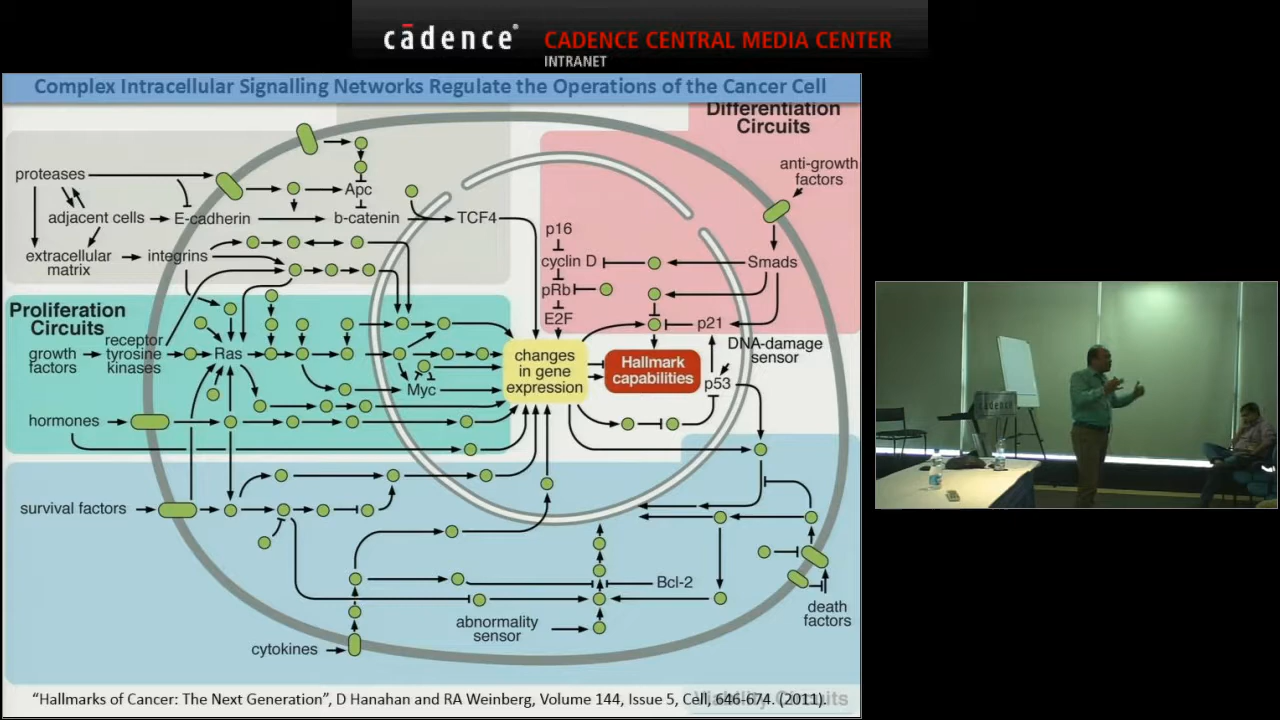 cādence®
CADENCE CENTRAL MEDIA CENTER
INTRANET
Complex Intracellular Signalling Networks Regulate the Operations of the Cancer Cell
Differentiation
Circuits
anti-growth
factors
proteases
Apc
adjacent cells
E-cadherin
b-catenin
TCF4
extracellular
matrix
integrins
p16
cyclin D
Smads
pRb
E2F
p21
Proliferation
Circuits
growth
factors
receptor
tyrosine
kinases
Ras
Myc
changes
in gene
expression
Hallmark
capabilities
DNA-damage
sensor
p53
hormones
survival factors
Bcl-2
abnormality
sensor
cytokines
death
factors
Viability Circuits
"Hallmarks of Cancer: The Next Generation", D Hanahan and RA Weinberg, Volume 144, Issue 5, Cell, 646-674. (2011).
cādence